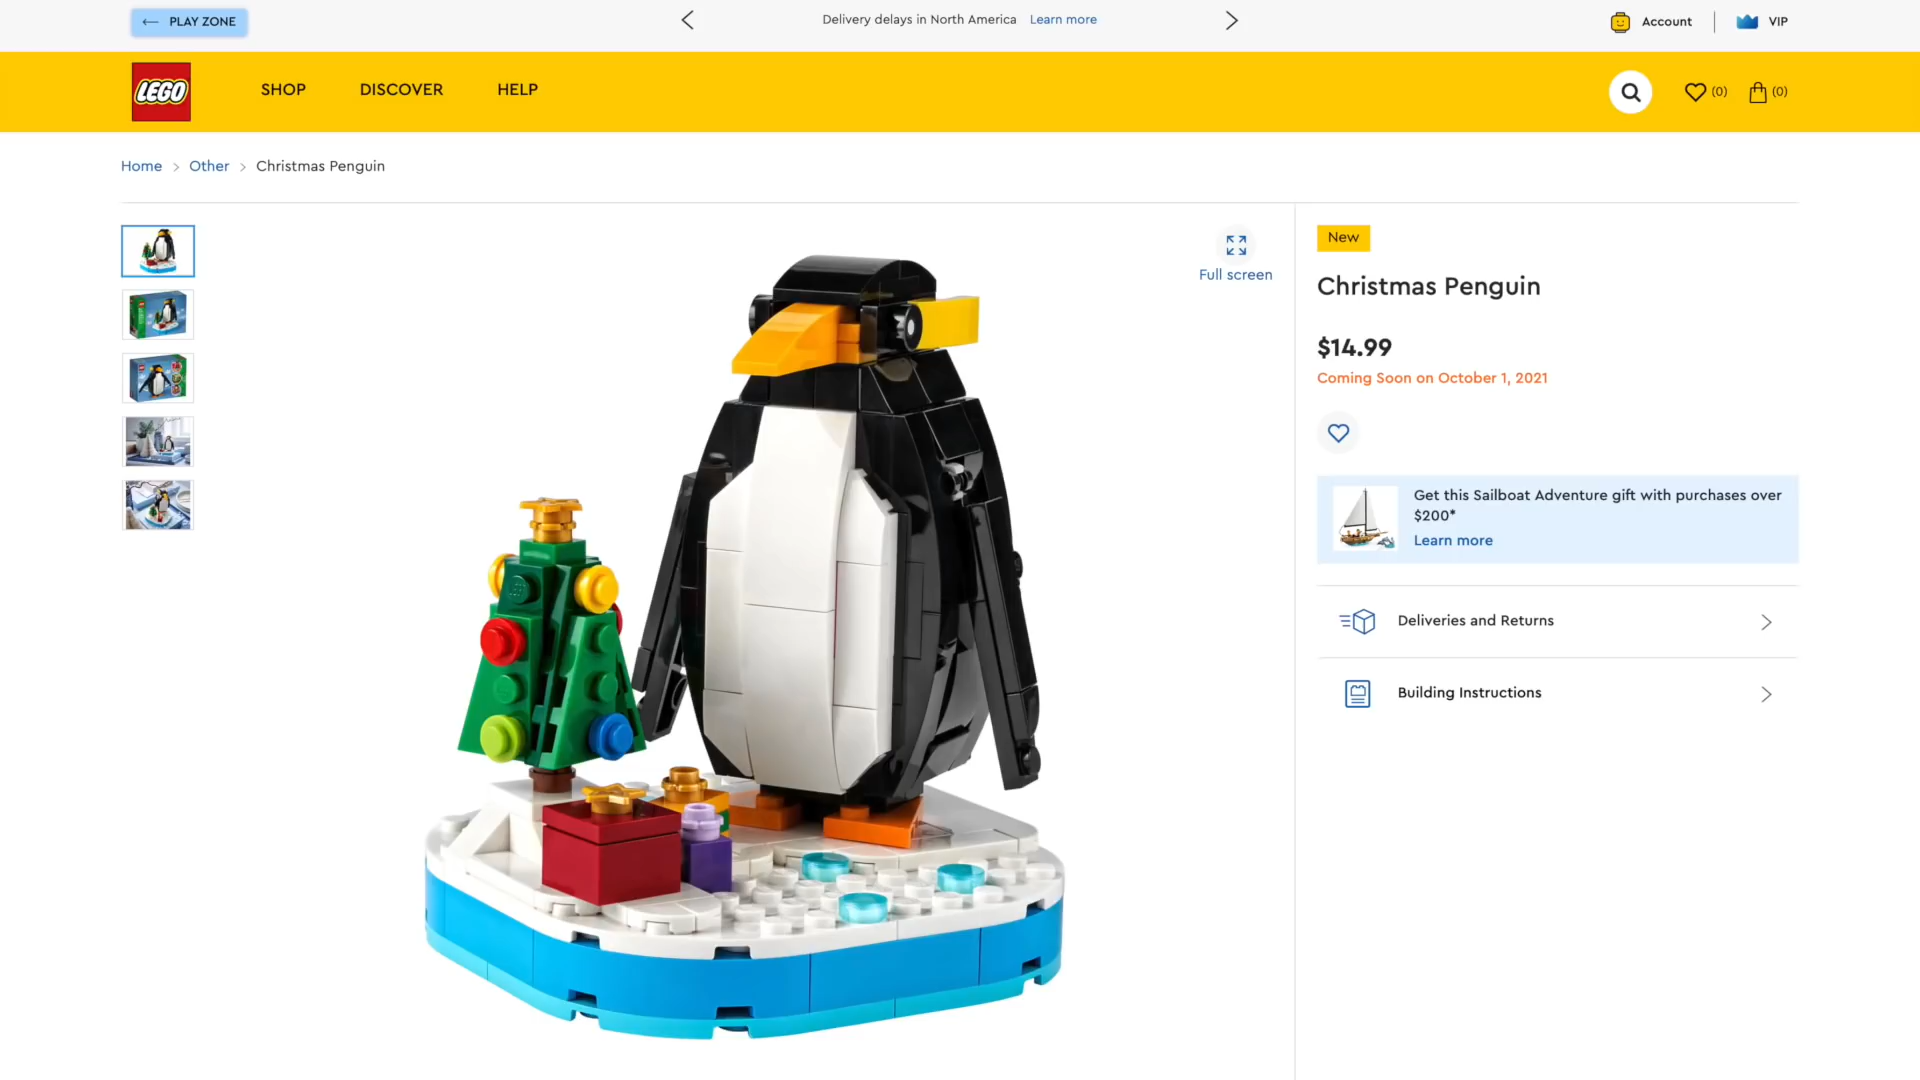 PLAY ZONE
Delivery delays in North America Learn more
Account
VIP
LEGO
SHOP
DISCOVER
HELP
(0)
(0)
Home > Other > Christmas Penguin
Full screen
New
Christmas Penguin
$14.99
Coming Soon on October 1, 2021
Get this Sailboat Adventure gift with purchases over
$200*
Learn more
Deliveries and Returns
Building Instructions